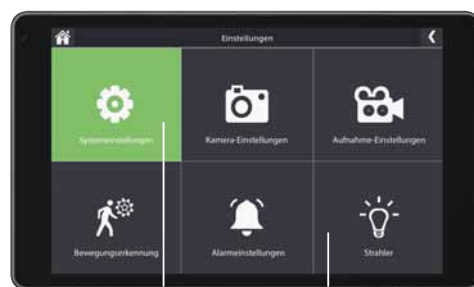 Einstellungen
Systemeinstellungen
Kamera-Einstellungen
Aufnahme-Einstellungen
Bewegungserkennung
Alarmeinstellungen
Strahler